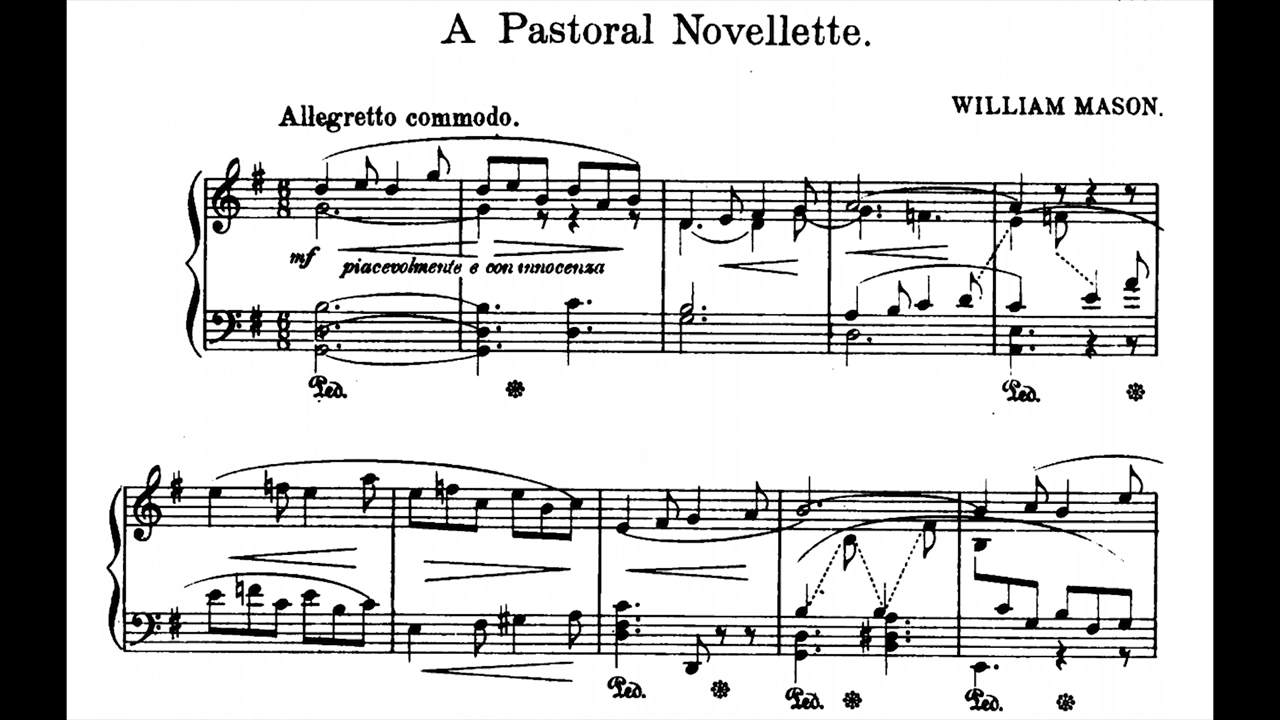 A Pastoral Novellette.
WILLIAM MASON.
Allegretto commodo.
mf
piacevolmente e con innocenza
Ped. Ped.
Ped. Ped. Ped.